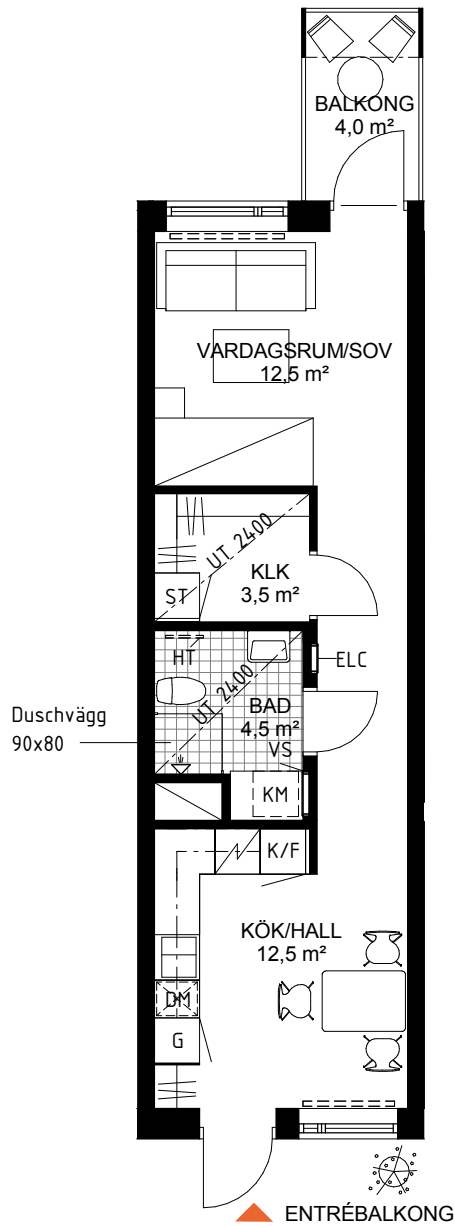 BALKONG
4,0 m²
VARDAGSRUM/SOV
12,5 m²
UT 2400
KLK
3,5 m²
ST
HT
ELC
UT 2400
BAD
4,5 m²
Duschvägg
90x80
VS
KM
K/F
KÖK/HALL
12,5 m²
DM
G
ENTRÉBALKONG